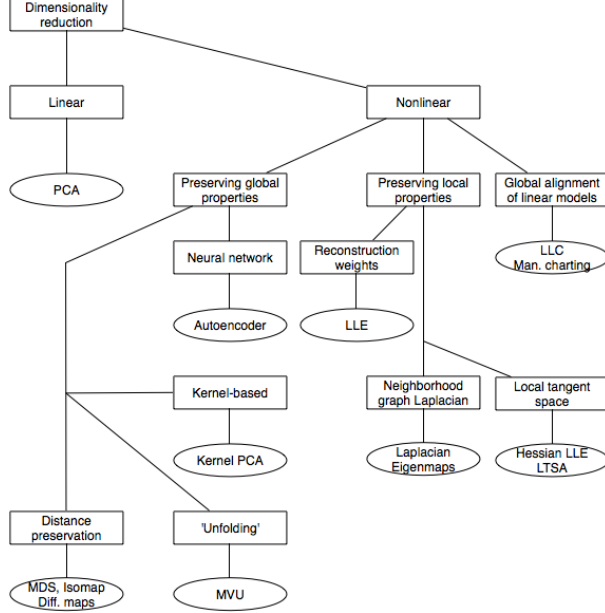 Dimensionality
reduction
Linear
Nonlinear
PCA
Preserving global
properties
Preserving local
properties
Global alignment
of linear models
Neural network
Reconstruction
weights
LLC
Man. charting
Autoencoder
LLE
Kernel-based
Neighborhood
graph Laplacian
Local tangent
space
Kernel PCA
Laplacian
Eigenmaps
Hessian LLE
LTSA
Distance
preservation
'Unfolding'
MDS, Isomap
Diff. maps
MVU